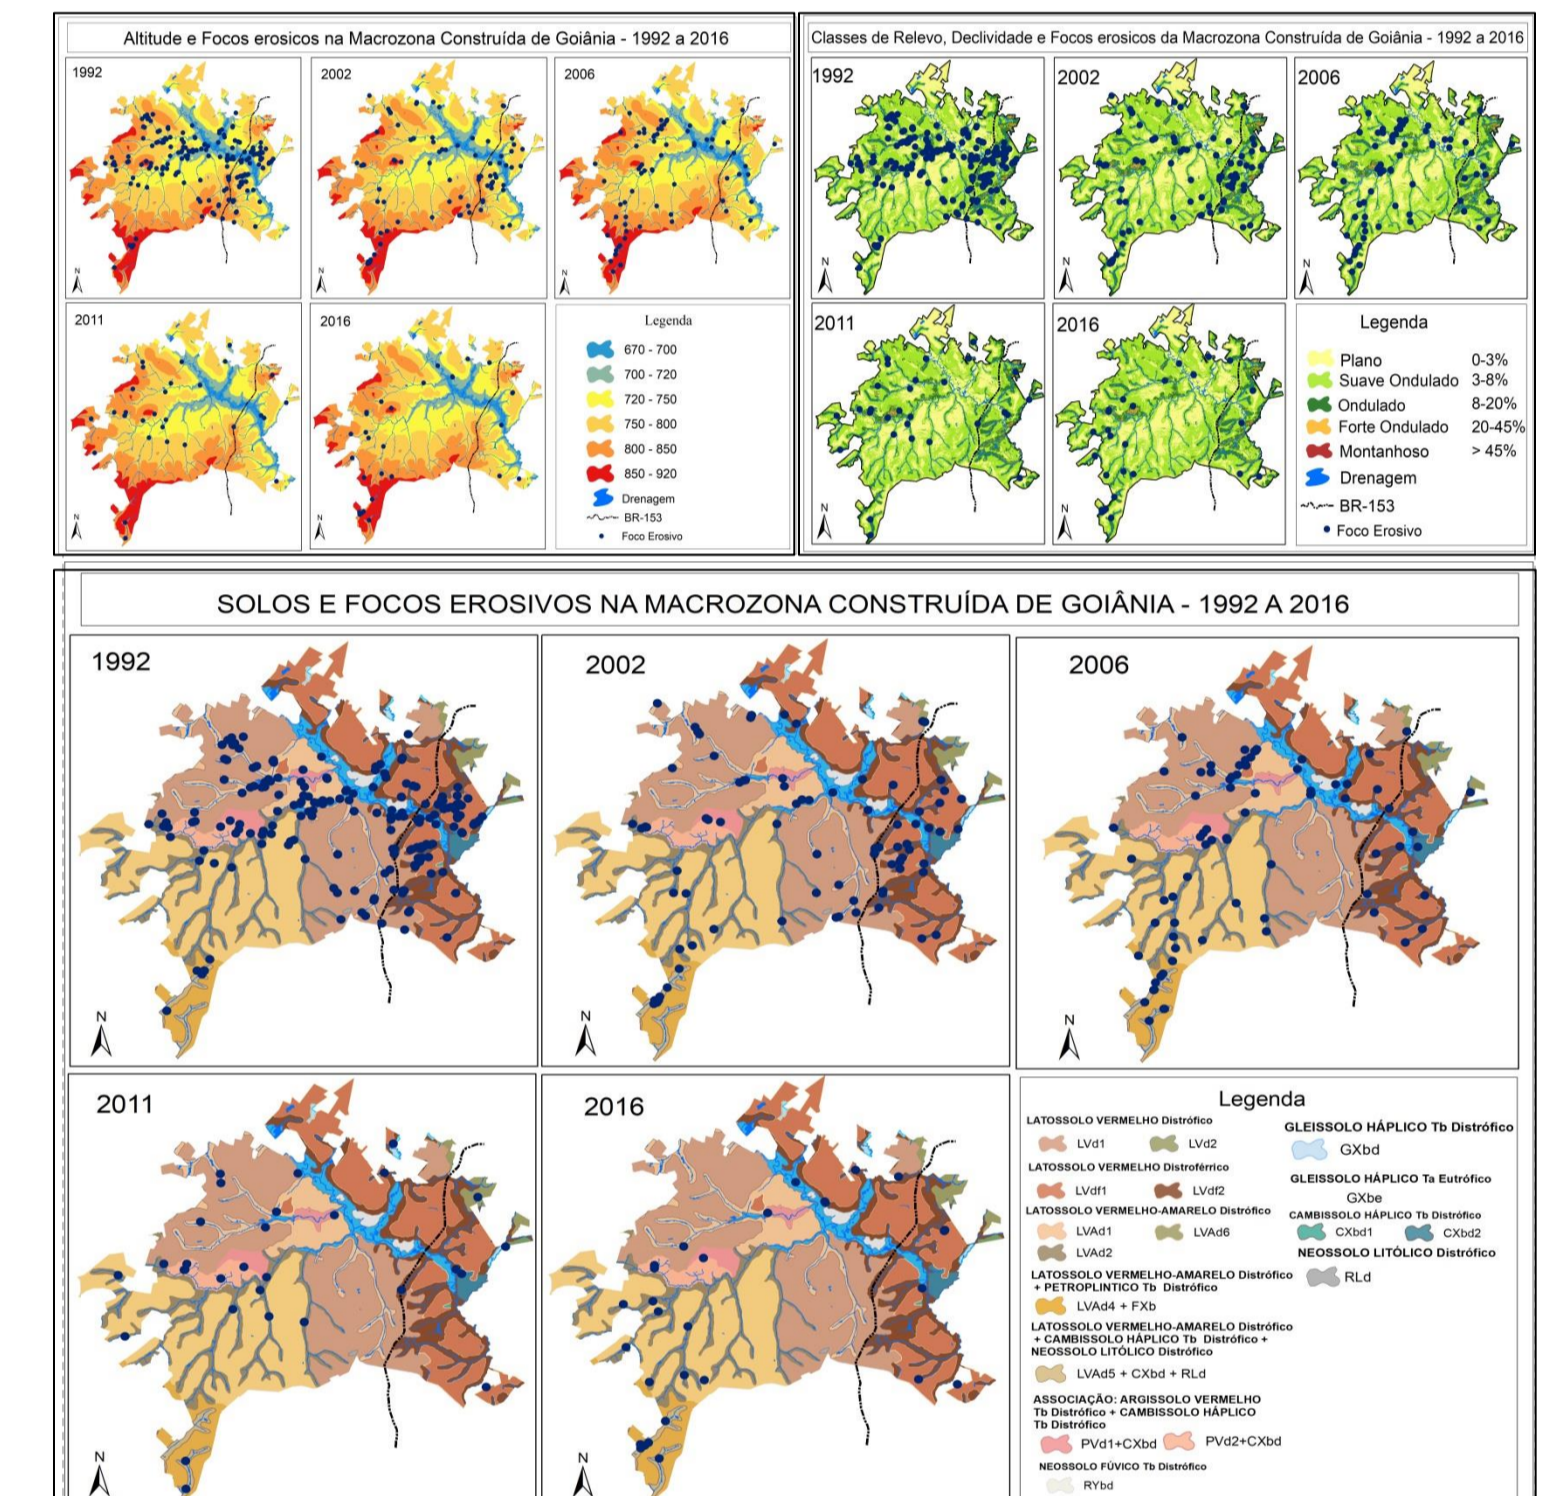 Altitude e Focos erosicos na Macrozona Construída de Goiânia - 1992 a 2016
1992
2002
2006
N
N
N
2011
2016
N
N
Legenda
670 - 700
700 - 720
720 - 750
750 - 800
800 - 850
850 - 920
Drenagem
BR-153
Foco Erosivo
Classes de Relevo, Declividade e Focos erosicos da Macrozona Construída de Goiânia - 1992 a 2016
1992
2002
2006
N
N
N
2011
2016
N
N
Legenda
Plano 0-3%
Suave Ondulado 3-8%
Ondulado 8-20%
Forte Ondulado 20-45%
Montanhoso > 45%
Drenagem
BR-153
Foco Erosivo
SOLOS E FOCOS EROSIVOS NA MACROZONA CONSTRUÍDA DE GOIÂNIA - 1992 A 2016
1992
2002
2006
N
N
N
2011
2016
N
N
Legenda
LATOSSOLO VERMELHO Distrófico
LVd1 LVd2
LATOSSOLO VERMELHO Distroférrico
LVdf1 LVdf2
LATOSSOLO VERMELHO-AMARELO Distrófico
LVAd1 LVAd6
LVAd2
LATOSSOLO VERMELHO-AMARELO Distrófico
+ PETROPLINTICO Tb Distrófico
LVAd4 + FXb
LATOSSOLO VERMELHO-AMARELO Distrófico
+ CAMBISSOLO HÁPLICO Tb Distrófico +
NEOSSOLO LITÓLICO Distrófico
LVAd5 + CXbd + RLd
ASSOCIAÇÃO: ARGISSOLO VERMELHO
Tb Distrófico + CAMBISSOLO HÁPLICO
Tb Distrófico
PVd1+CXbd PVd2+CXbd
NEOSSOLO FÚVICO Tb Distrófico
RYbd
GLEISSOLO HÁPLICO Tb Distrófico
GXbd
GLEISSOLO HÁPLICO Ta Eutrófico
GXbe
CAMBISSOLO HÁPLICO Tb Distrófico
CXbd1 CXbd2
NEOSSOLO LITÓLICO Distrófico
RLd